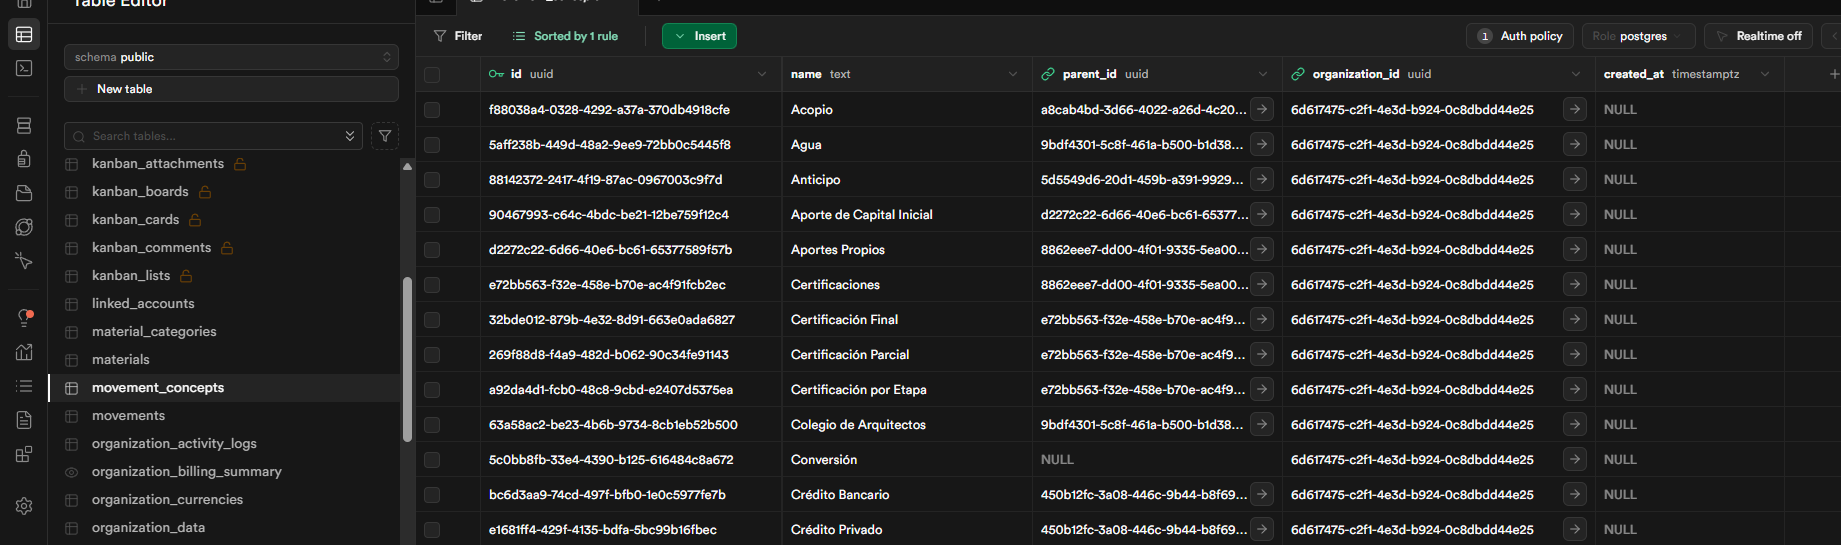 Table Editor
schema public
New table
Search tables...
kanban_attachments
kanban_boards
kanban_cards
kanban_comments
kanban_lists
linked_accounts
material_categories
materials
movement_concepts
movements
organization_activity_logs
organization_billing_summary
organization_currencies
organization_data
Filter Sorted by 1 rule Insert 1 Auth policy Role postgres Realtime off
id uuid name text parent_id uuid organization_id uuid created_at timestamptz
f88038a4-0328-4292-a37a-370db4918cfe Acopio a8cab4bd-3d66-4022-a26d-4c20... 6d617475-c2f1-4e3d-b924-0c8dbdd44e25 NULL
5aff238b-449d-48a2-9ee9-72bb0c5445f8 Agua 9bdf4301-5c8f-461a-b500-b1d38... 6d617475-c2f1-4e3d-b924-0c8dbdd44e25 NULL
88142372-2417-4f19-87ac-0967003c9f7d Anticipo 5d5549d6-20d1-459b-a391-9929... 6d617475-c2f1-4e3d-b924-0c8dbdd44e25 NULL
90467993-c64c-4bdc-be21-12be759f12c4 Aporte de Capital Inicial d2272c22-6d66-40e6-bc61-65377... 6d617475-c2f1-4e3d-b924-0c8dbdd44e25 NULL
d2272c22-6d66-40e6-bc61-65377589f57b Aportes Propios 8862eee7-dd00-4f01-9335-5ea00... 6d617475-c2f1-4e3d-b924-0c8dbdd44e25 NULL
e72bb563-f32e-458e-b70e-ac4f91fcb2ec Certificaciones 8862eee7-dd00-4f01-9335-5ea00... 6d617475-c2f1-4e3d-b924-0c8dbdd44e25 NULL
32bde012-879b-4e32-8d91-663e0ada6827 Certificación Final e72bb563-f32e-458e-b70e-ac4f9... 6d617475-c2f1-4e3d-b924-0c8dbdd44e25 NULL
269f88d8-f4a9-482d-b062-90c34fe91143 Certificación Parcial e72bb563-f32e-458e-b70e-ac4f9... 6d617475-c2f1-4e3d-b924-0c8dbdd44e25 NULL
a92da4d1-fcb0-48c8-9cbd-e2407d5375ea Certificación por Etapa e72bb563-f32e-458e-b70e-ac4f9... 6d617475-c2f1-4e3d-b924-0c8dbdd44e25 NULL
63a58ac2-be23-4b6b-9734-8cb1eb52b500 Colegio de Arquitectos 9bdf4301-5c8f-461a-b500-b1d38... 6d617475-c2f1-4e3d-b924-0c8dbdd44e25 NULL
5c0bb8fb-33e4-4390-b125-616484c8a672 Conversión NULL 6d617475-c2f1-4e3d-b924-0c8dbdd44e25 NULL
bc6d3aa9-74cd-497f-bfb0-1e0c5977fe7b Crédito Bancario 450b12fc-3a08-446c-9b44-b8f69... 6d617475-c2f1-4e3d-b924-0c8dbdd44e25 NULL
e1681ff4-429f-4135-bdfa-5bc99b16fbec Crédito Privado 450b12fc-3a08-446c-9b44-b8f69... 6d617475-c2f1-4e3d-b924-0c8dbdd44e25 NULL